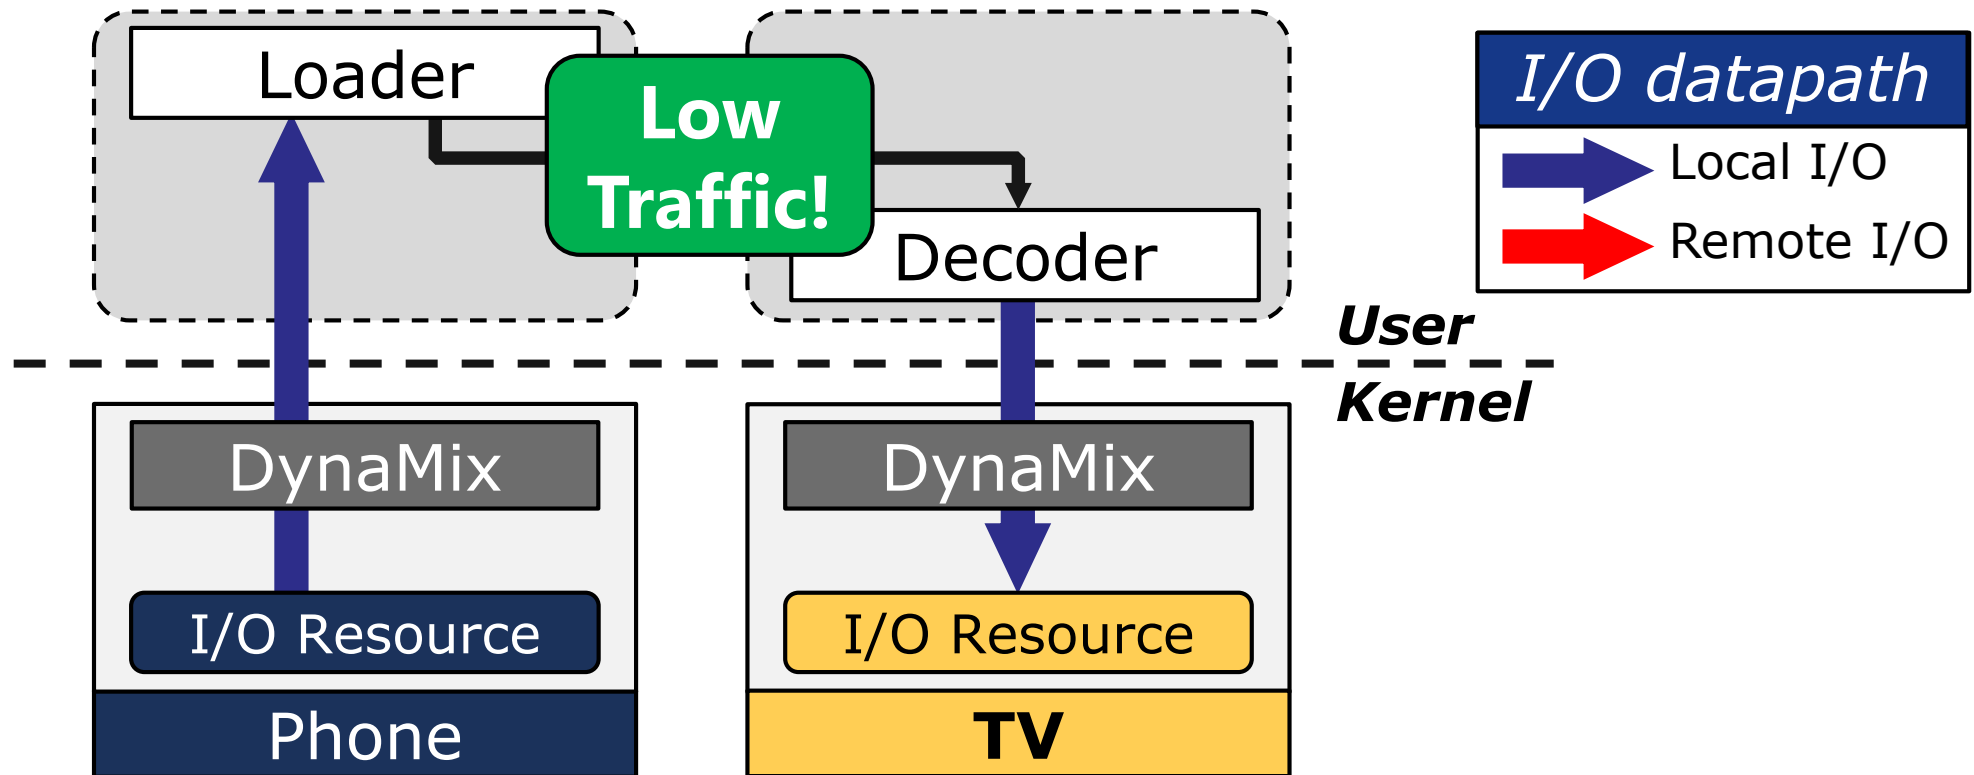 Loader
Low
Traffic!
Decoder
I/O datapath
Local I/O
Remote I/O
User
Kernel
DynaMix
DynaMix
I/O Resource
I/O Resource
Phone
TV